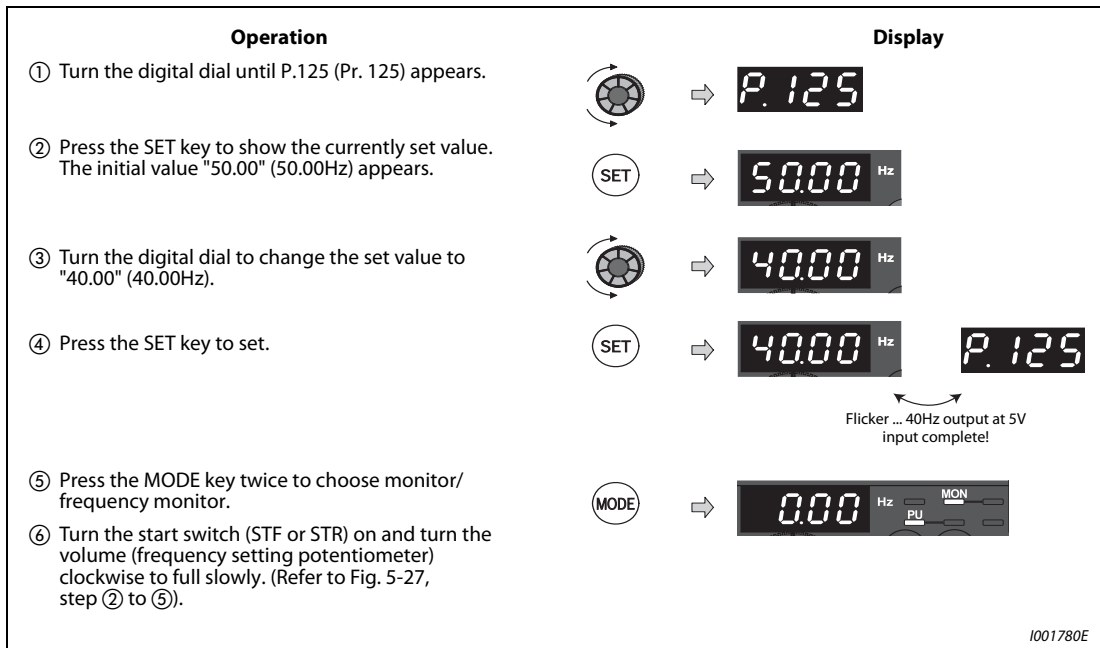 Operation
Display
① Turn the digital dial until P.125 (Pr. 125) appears.
P. 125
② Press the SET key to show the currently set value.
The initial value "50.00" (50.00Hz) appears.
SET
50.00 Hz
③ Turn the digital dial to change the set value to
"40.00" (40.00Hz).
40.00 Hz
④ Press the SET key to set.
SET
40.00 Hz
P. 125
Flicker ... 40Hz output at 5V
input complete!
⑤ Press the MODE key twice to choose monitor/
frequency monitor.
MODE
0.00 Hz MON
PU
⑥ Turn the start switch (STF or STR) on and turn the
volume (frequency setting potentiometer)
clockwise to full slowly. (Refer to Fig. 5-27,
step ② to ⑤).
I001780E